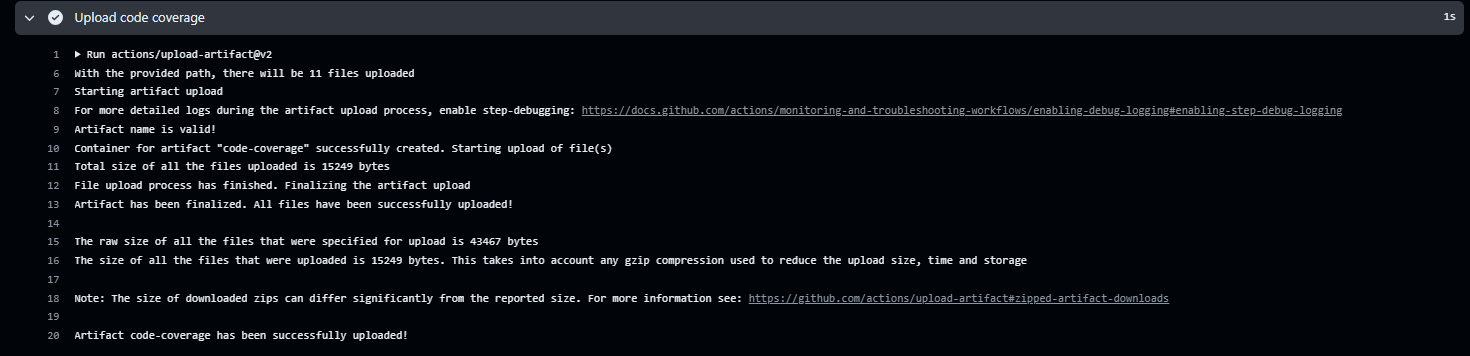 Upload code coverage 1s
1 Run actions/upload-artifact@v2
6 With the provided path, there will be 11 files uploaded
7 Starting artifact upload
8 For more detailed logs during the artifact upload process, enable step-debugging: https://docs.github.com/actions/monitoring-and-troubleshooting-workflows/enabling-debug-logging#enabling-step-debug-logging
9 Artifact name is valid!
10 Container for artifact "code-coverage" successfully created. Starting upload of file(s)
11 Total size of all the files uploaded is 15249 bytes
12 File upload process has finished. Finalizing the artifact upload
13 Artifact has been finalized. All files have been successfully uploaded!
14
15 The raw size of all the files that were specified for upload is 43467 bytes
16 The size of all the files that were uploaded is 15249 bytes. This takes into account any gzip compression used to reduce the upload size, time and storage
17
18 Note: The size of downloaded zips can differ significantly from the reported size. For more information see: https://github.com/actions/upload-artifact#zipped-artifact-downloads
19
20 Artifact code-coverage has been successfully uploaded!